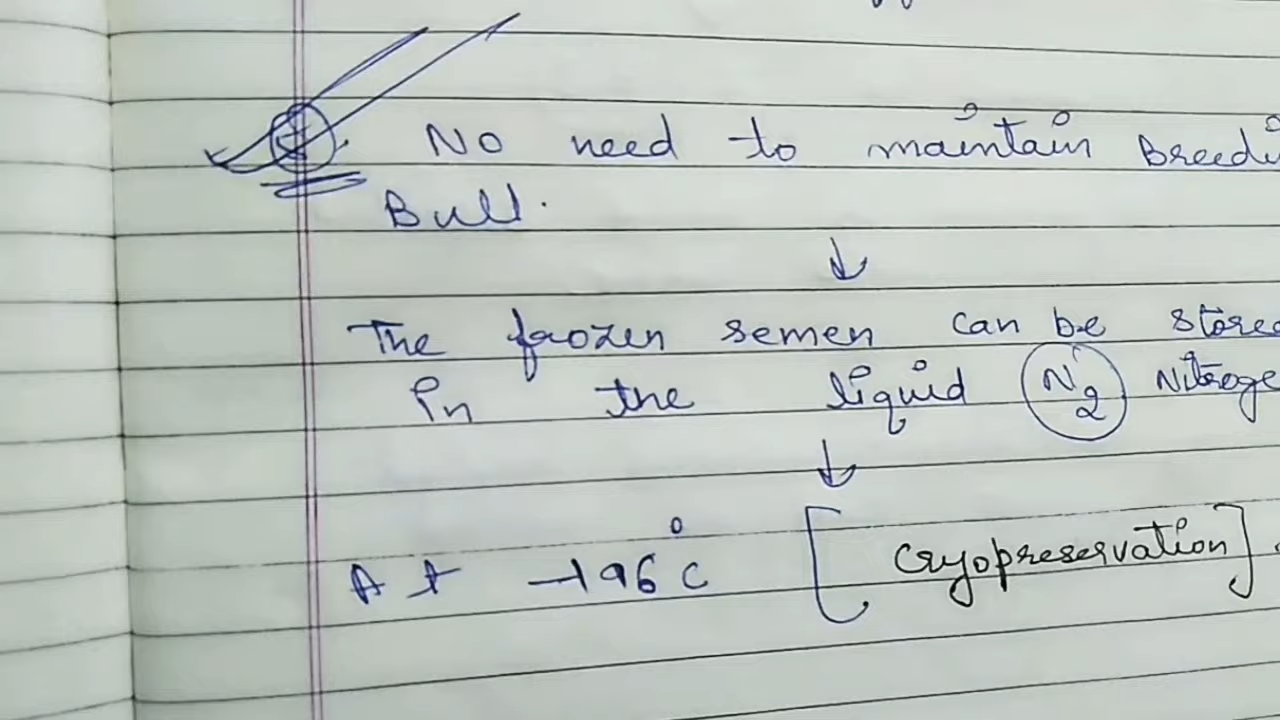 No need to maintain Breedi
Bull.
↓
The frozen semen can be store
in the liquid N2 Nitroge
↓
At -196°C [Cryopreservation]